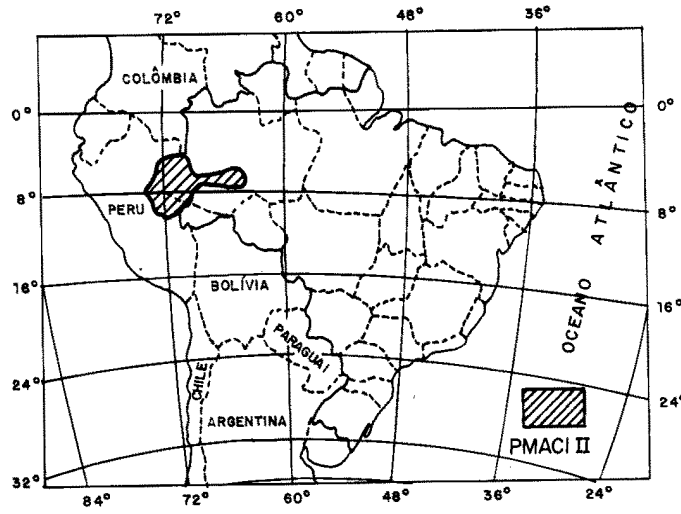 72° 60° 48° 36°
COLÔMBIA
0° 0°
OCEANO ATLÂNTICO
8° 8°
PERU
16° BOLÍVIA 16°
PARAGUAI
24° CHILE 24°
ARGENTINA
PMACI II
32°
84° 72° 60° 48° 36° 24°